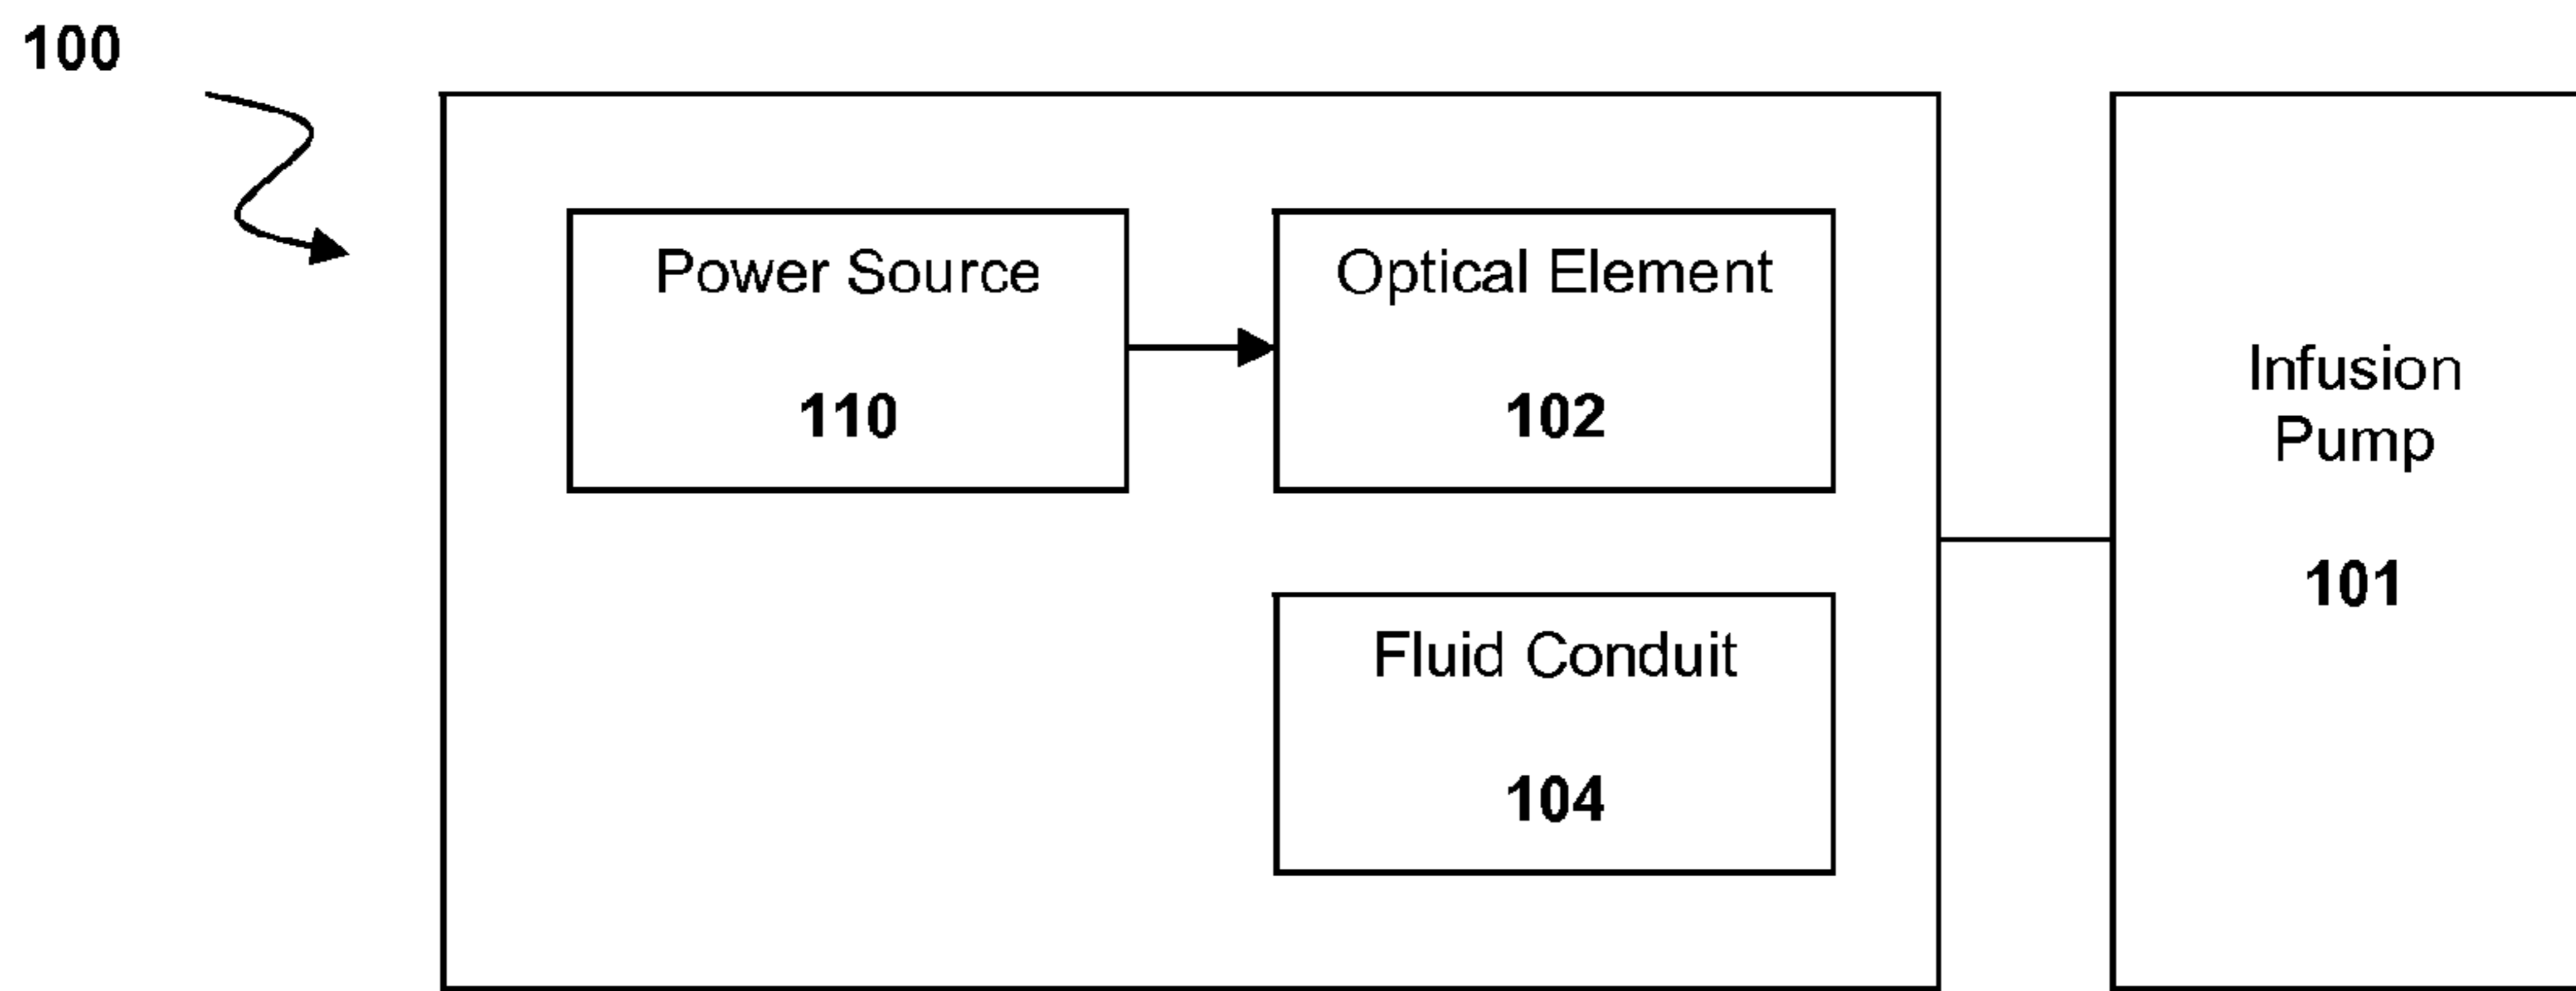 100
Power Source
110
Optical Element
102
Infusion
Pump
101
Fluid Conduit
104